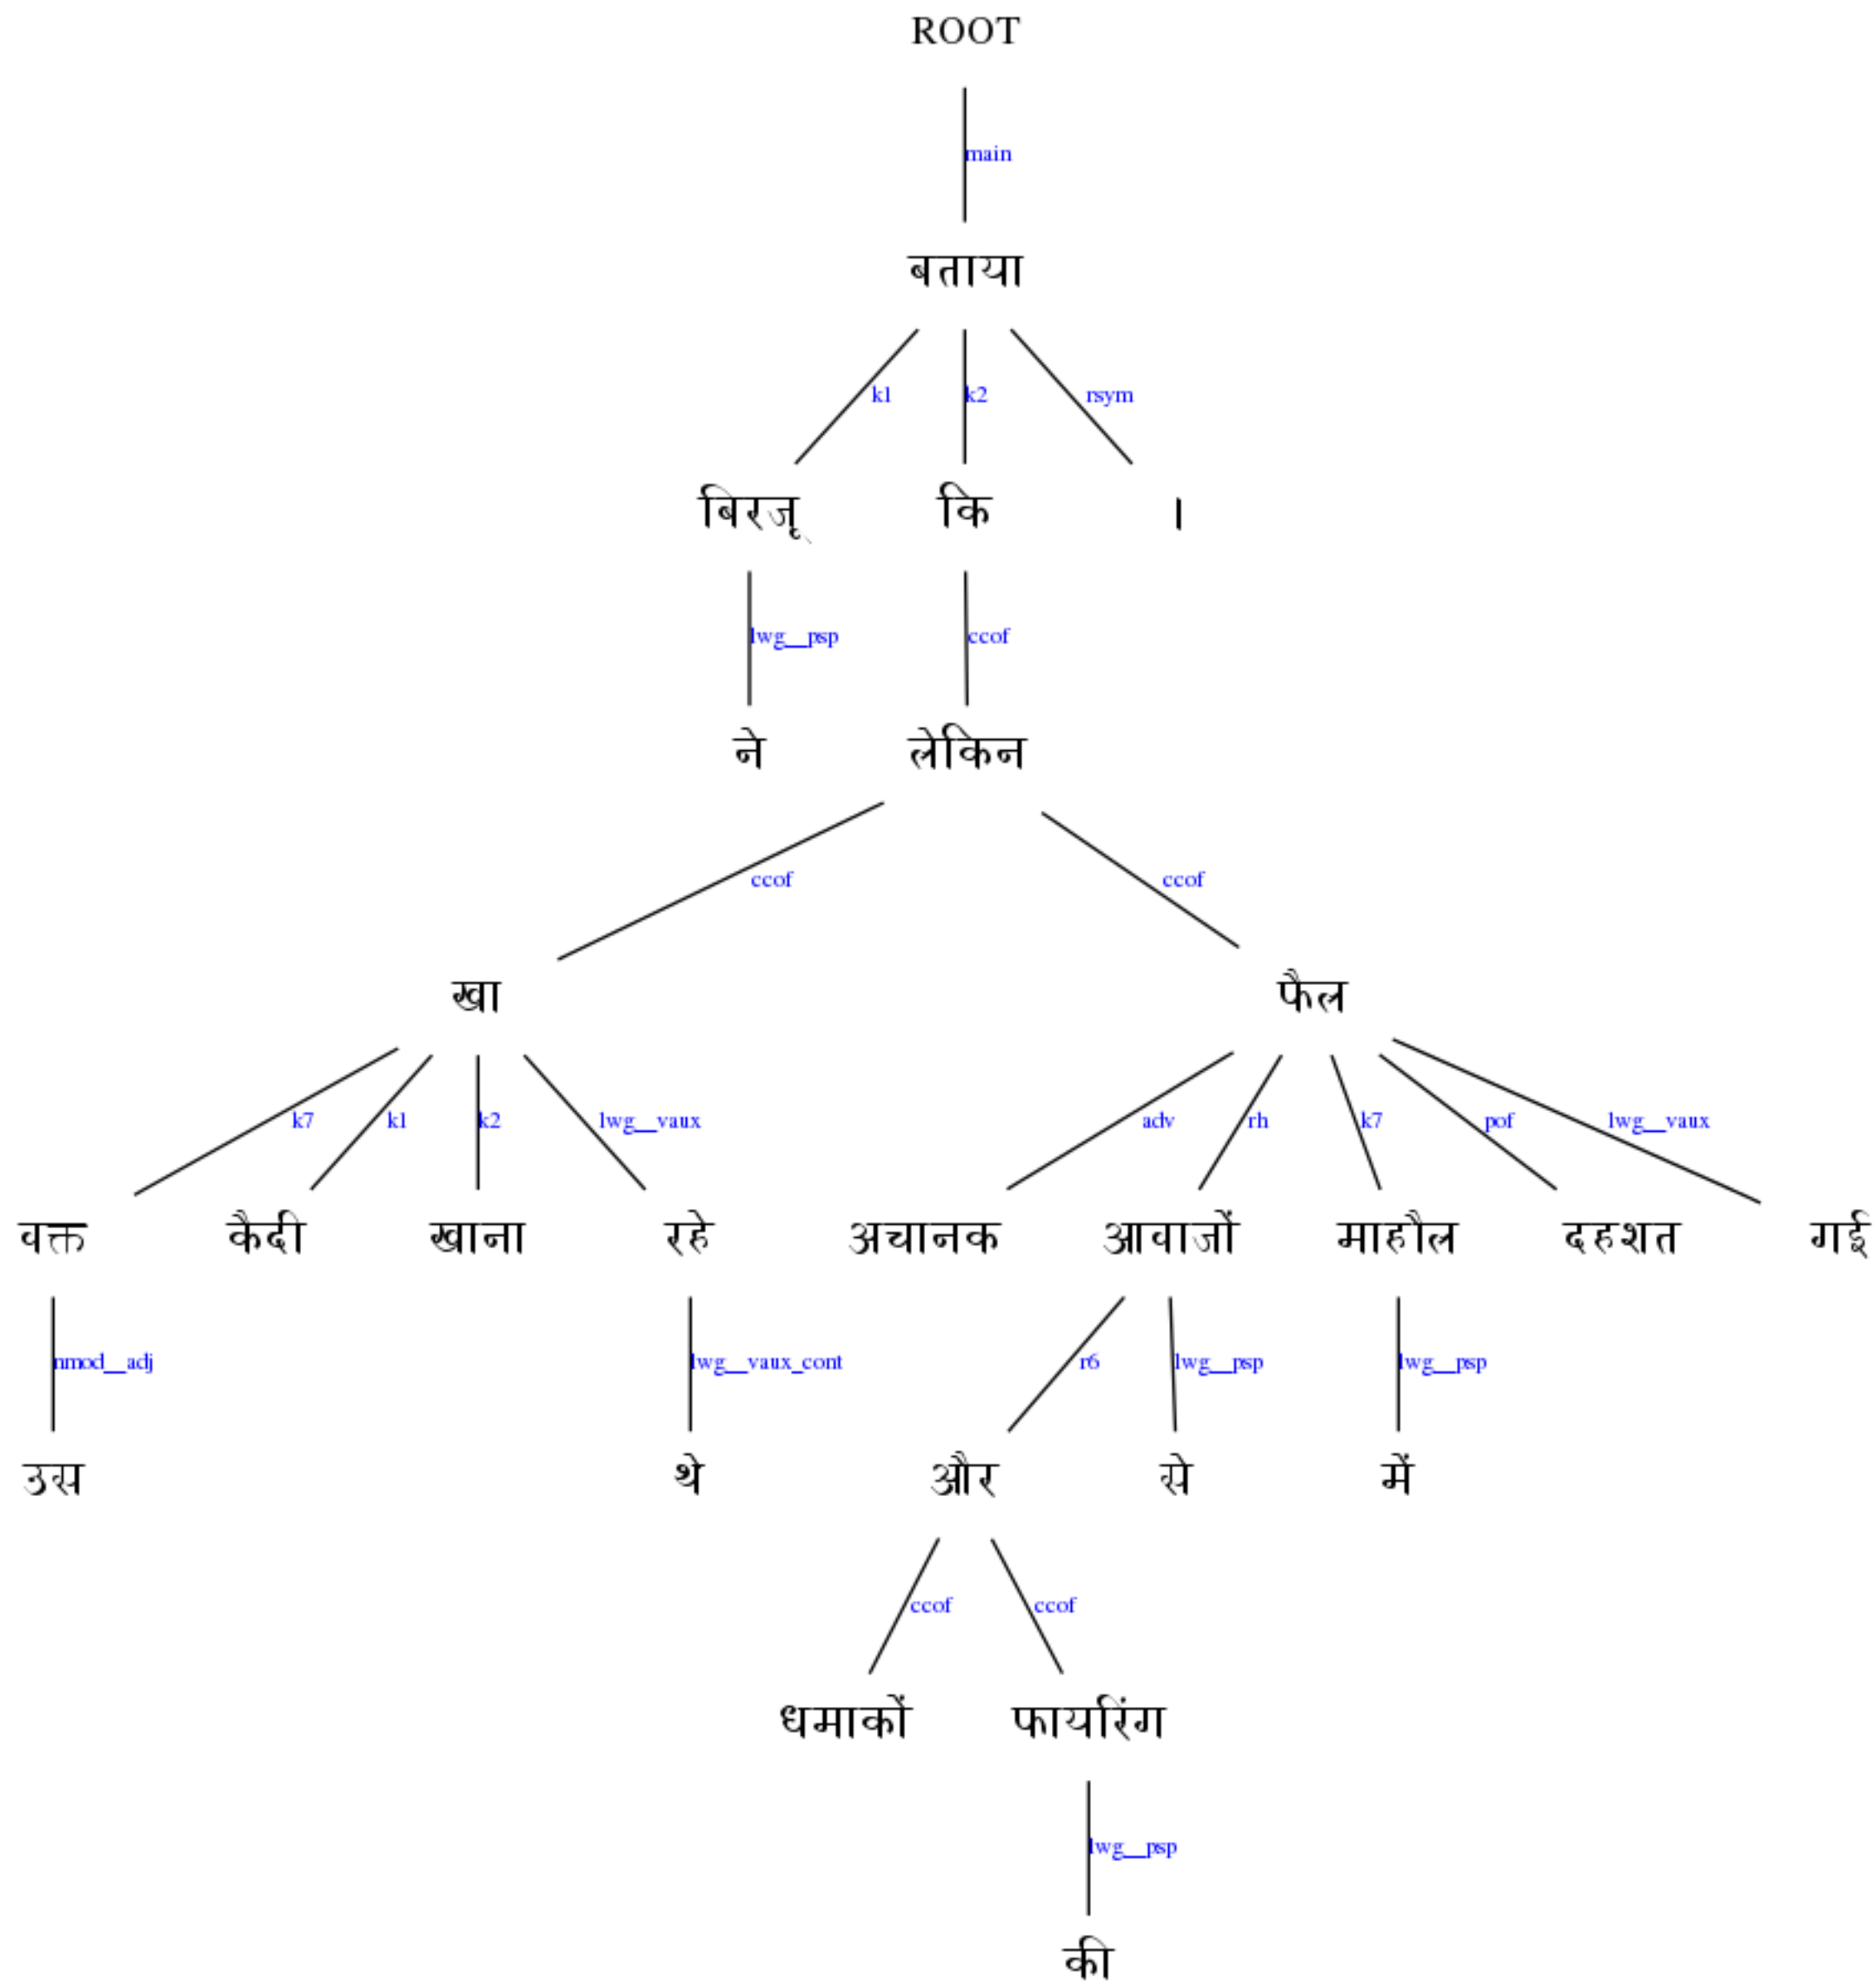 ROOT
main
बताया
k1 k2 rsym
बिरजू कि ।
lwg__psp ccof
ने लेकिन
ccof ccof
खा फैल
k7 k1 k2 lwg__vaux adv rh k7 pof lwg__vaux
वक्त कैदी खाना रहे अचानक आवाजों माहौल दहशत गई
nmod__adj lwg__vaux_cont r6 lwg__psp lwg__psp
उस थे और से में
ccof ccof
धमाकों फायरिंग
lwg__psp
की